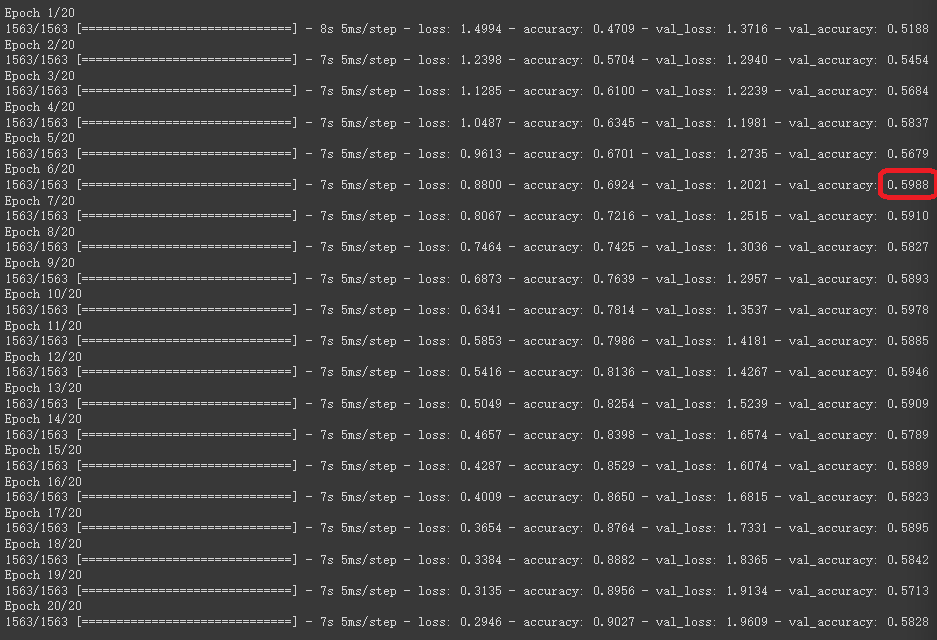 Epoch 1/20
1563/1563 [==============================] - 8s 5ms/step - loss: 1.4994 - accuracy: 0.4709 - val_loss: 1.3716 - val_accuracy: 0.5188
Epoch 2/20
1563/1563 [==============================] - 7s 5ms/step - loss: 1.2398 - accuracy: 0.5704 - val_loss: 1.2940 - val_accuracy: 0.5454
Epoch 3/20
1563/1563 [==============================] - 7s 5ms/step - loss: 1.1285 - accuracy: 0.6100 - val_loss: 1.2239 - val_accuracy: 0.5684
Epoch 4/20
1563/1563 [==============================] - 7s 5ms/step - loss: 1.0487 - accuracy: 0.6345 - val_loss: 1.1981 - val_accuracy: 0.5837
Epoch 5/20
1563/1563 [==============================] - 7s 5ms/step - loss: 0.9613 - accuracy: 0.6701 - val_loss: 1.2735 - val_accuracy: 0.5679
Epoch 6/20
1563/1563 [==============================] - 7s 5ms/step - loss: 0.8800 - accuracy: 0.6924 - val_loss: 1.2021 - val_accuracy: 0.5988
Epoch 7/20
1563/1563 [==============================] - 7s 5ms/step - loss: 0.8067 - accuracy: 0.7216 - val_loss: 1.2515 - val_accuracy: 0.5910
Epoch 8/20
1563/1563 [==============================] - 7s 5ms/step - loss: 0.7464 - accuracy: 0.7425 - val_loss: 1.3036 - val_accuracy: 0.5827
Epoch 9/20
1563/1563 [==============================] - 7s 5ms/step - loss: 0.6873 - accuracy: 0.7639 - val_loss: 1.2957 - val_accuracy: 0.5893
Epoch 10/20
1563/1563 [==============================] - 7s 5ms/step - loss: 0.6341 - accuracy: 0.7814 - val_loss: 1.3537 - val_accuracy: 0.5978
Epoch 11/20
1563/1563 [==============================] - 7s 5ms/step - loss: 0.5853 - accuracy: 0.7986 - val_loss: 1.4181 - val_accuracy: 0.5885
Epoch 12/20
1563/1563 [==============================] - 7s 5ms/step - loss: 0.5416 - accuracy: 0.8136 - val_loss: 1.4267 - val_accuracy: 0.5946
Epoch 13/20
1563/1563 [==============================] - 7s 5ms/step - loss: 0.5049 - accuracy: 0.8254 - val_loss: 1.5239 - val_accuracy: 0.5909
Epoch 14/20
1563/1563 [==============================] - 7s 5ms/step - loss: 0.4657 - accuracy: 0.8398 - val_loss: 1.6574 - val_accuracy: 0.5789
Epoch 15/20
1563/1563 [==============================] - 7s 5ms/step - loss: 0.4287 - accuracy: 0.8529 - val_loss: 1.6074 - val_accuracy: 0.5889
Epoch 16/20
1563/1563 [==============================] - 7s 5ms/step - loss: 0.4009 - accuracy: 0.8650 - val_loss: 1.6815 - val_accuracy: 0.5823
Epoch 17/20
1563/1563 [==============================] - 7s 5ms/step - loss: 0.3654 - accuracy: 0.8764 - val_loss: 1.7331 - val_accuracy: 0.5895
Epoch 18/20
1563/1563 [==============================] - 7s 5ms/step - loss: 0.3384 - accuracy: 0.8882 - val_loss: 1.8365 - val_accuracy: 0.5842
Epoch 19/20
1563/1563 [==============================] - 7s 5ms/step - loss: 0.3135 - accuracy: 0.8956 - val_loss: 1.9134 - val_accuracy: 0.5713
Epoch 20/20
1563/1563 [==============================] - 7s 5ms/step - loss: 0.2946 - accuracy: 0.9027 - val_loss: 1.9609 - val_accuracy: 0.5828